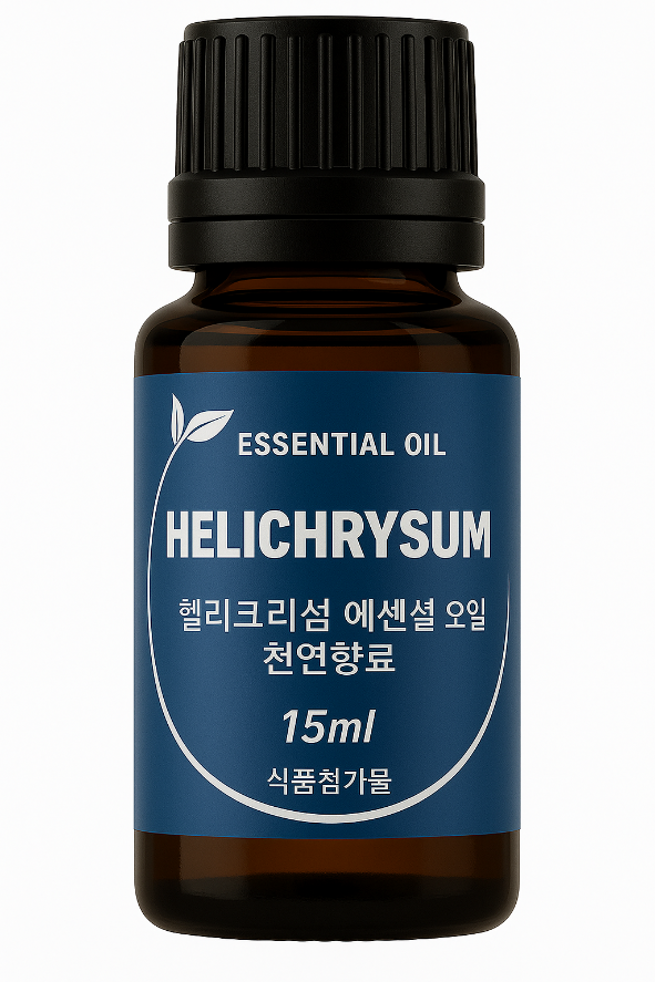 ESSENTIAL OIL
HELICHRYSUM
헬리크리섬 에센셜 오일
천연향료
15ml
식품첨가물